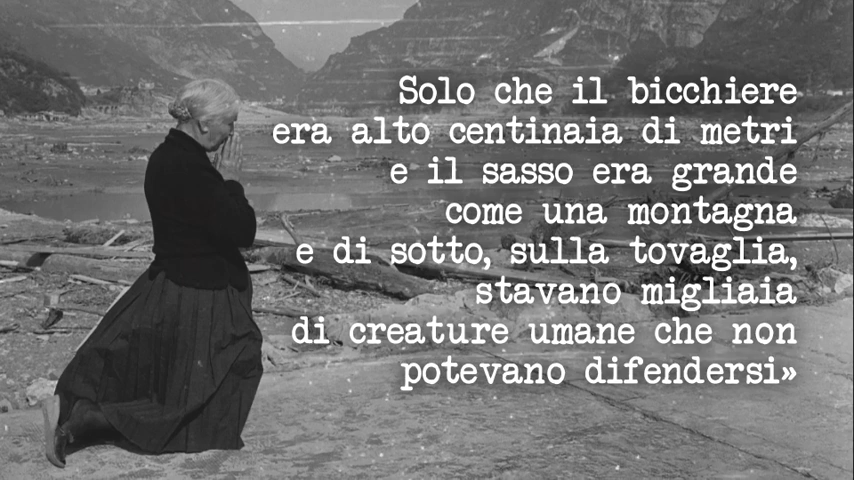 Solo che il bicchiere
era alto centinaia di metri
e il sasso era grande
come una montagna
e di sotto, sulla tovaglia,
stavano migliaia
di creature umane che non
potevano difendersi»